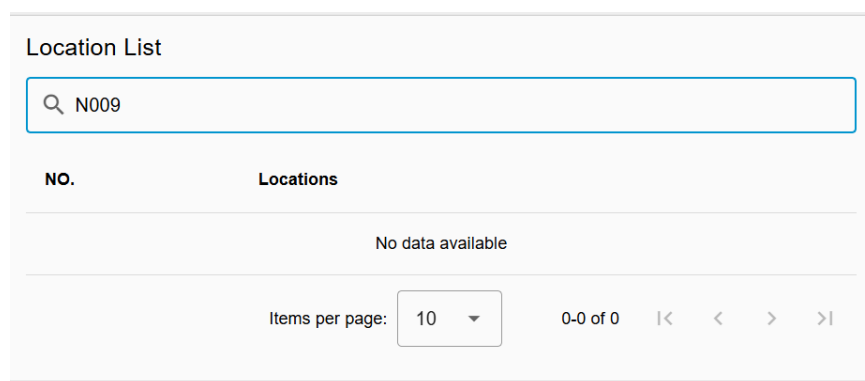 Location List
N009
NO. Locations
No data available
Items per page: 10 0-0 of 0